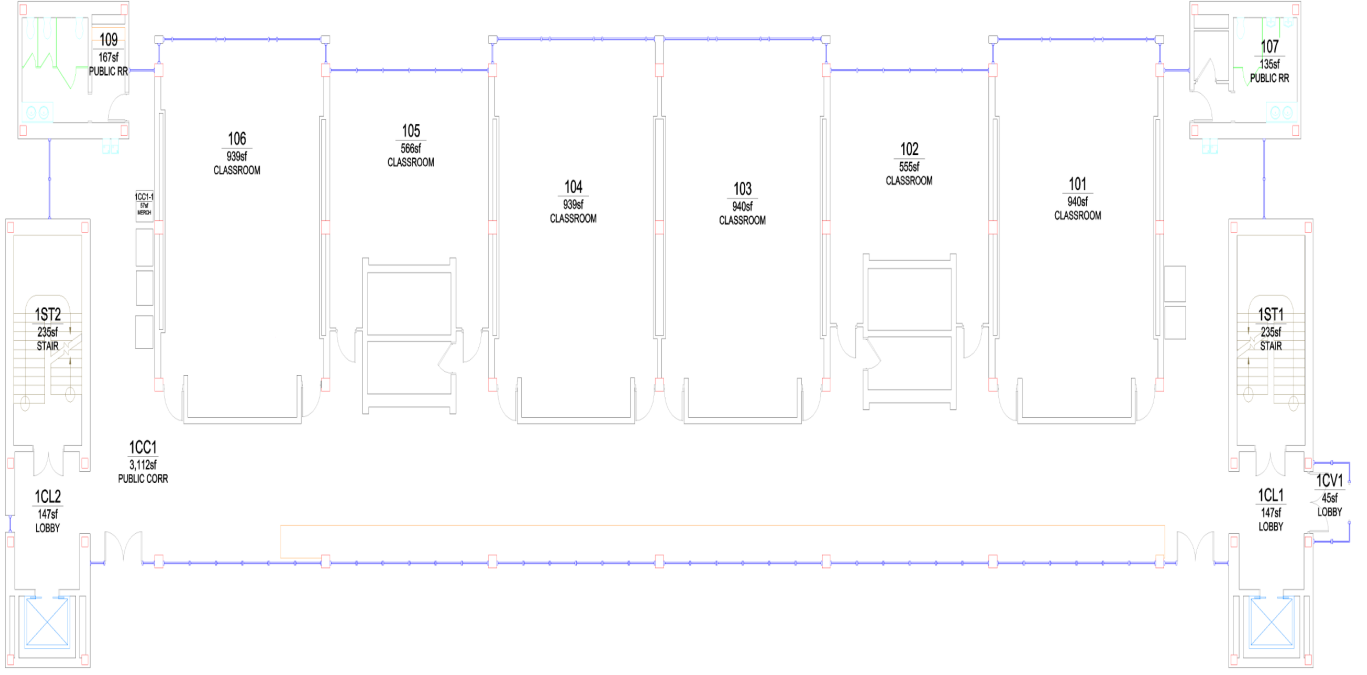 109
167sf
PUBLIC RR
107
135sf
PUBLIC RR
106
939sf
CLASSROOM
105
566sf
CLASSROOM
104
939sf
CLASSROOM
103
940sf
CLASSROOM
102
555sf
CLASSROOM
101
940sf
CLASSROOM
1CC1-1
MERCH
1ST2
235sf
STAIR
1ST1
235sf
STAIR
1CC1
3,112sf
PUBLIC CORR
1CL2
147sf
LOBBY
1CL1
147sf
LOBBY
1CV1
45sf
LOBBY